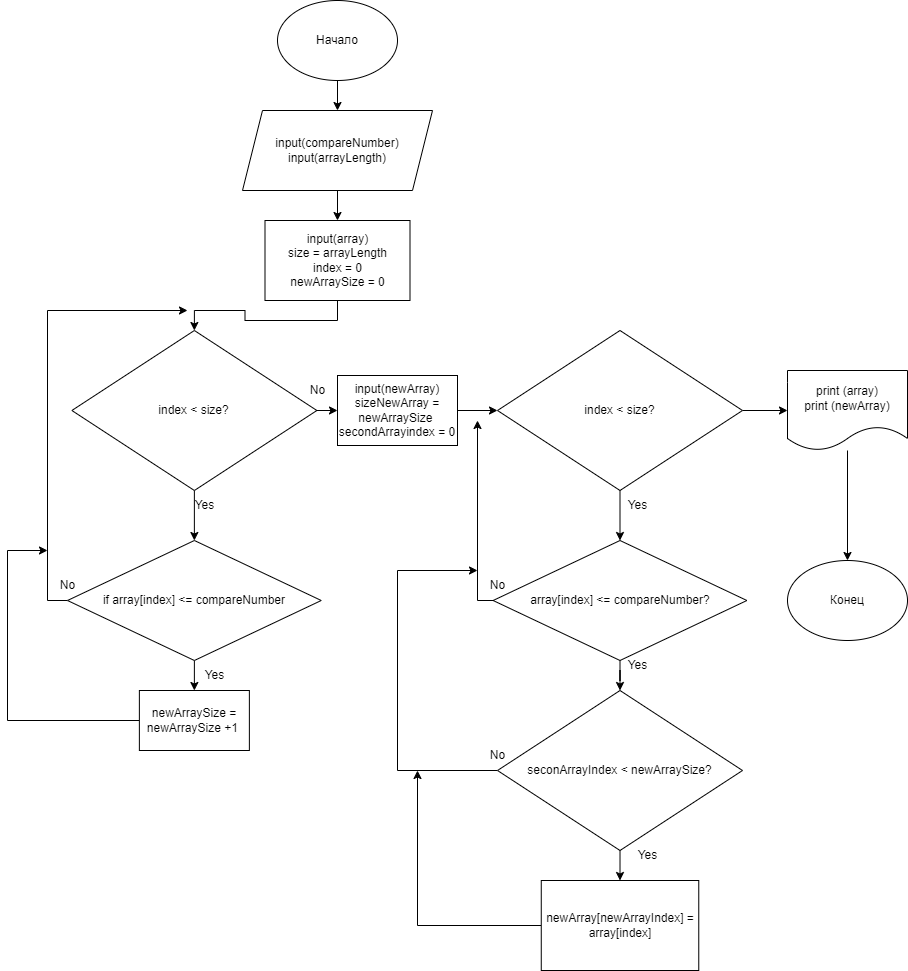 Начало
input(compareNumber)
input(arrayLength)
input(array)
size = arrayLength
index = 0
newArraySize = 0
index < size?
No
input(newArray)
sizeNewArray =
newArraySize
secondArrayindex = 0
index < size?
print (array)
print (newArray)
Yes
Yes
No
if array[index] <= compareNumber
No
array[index] <= compareNumber?
Конец
Yes
Yes
newArraySize =
newArraySize +1
No
seconArrayIndex < newArraySize?
Yes
newArray[newArrayIndex] =
array[index]